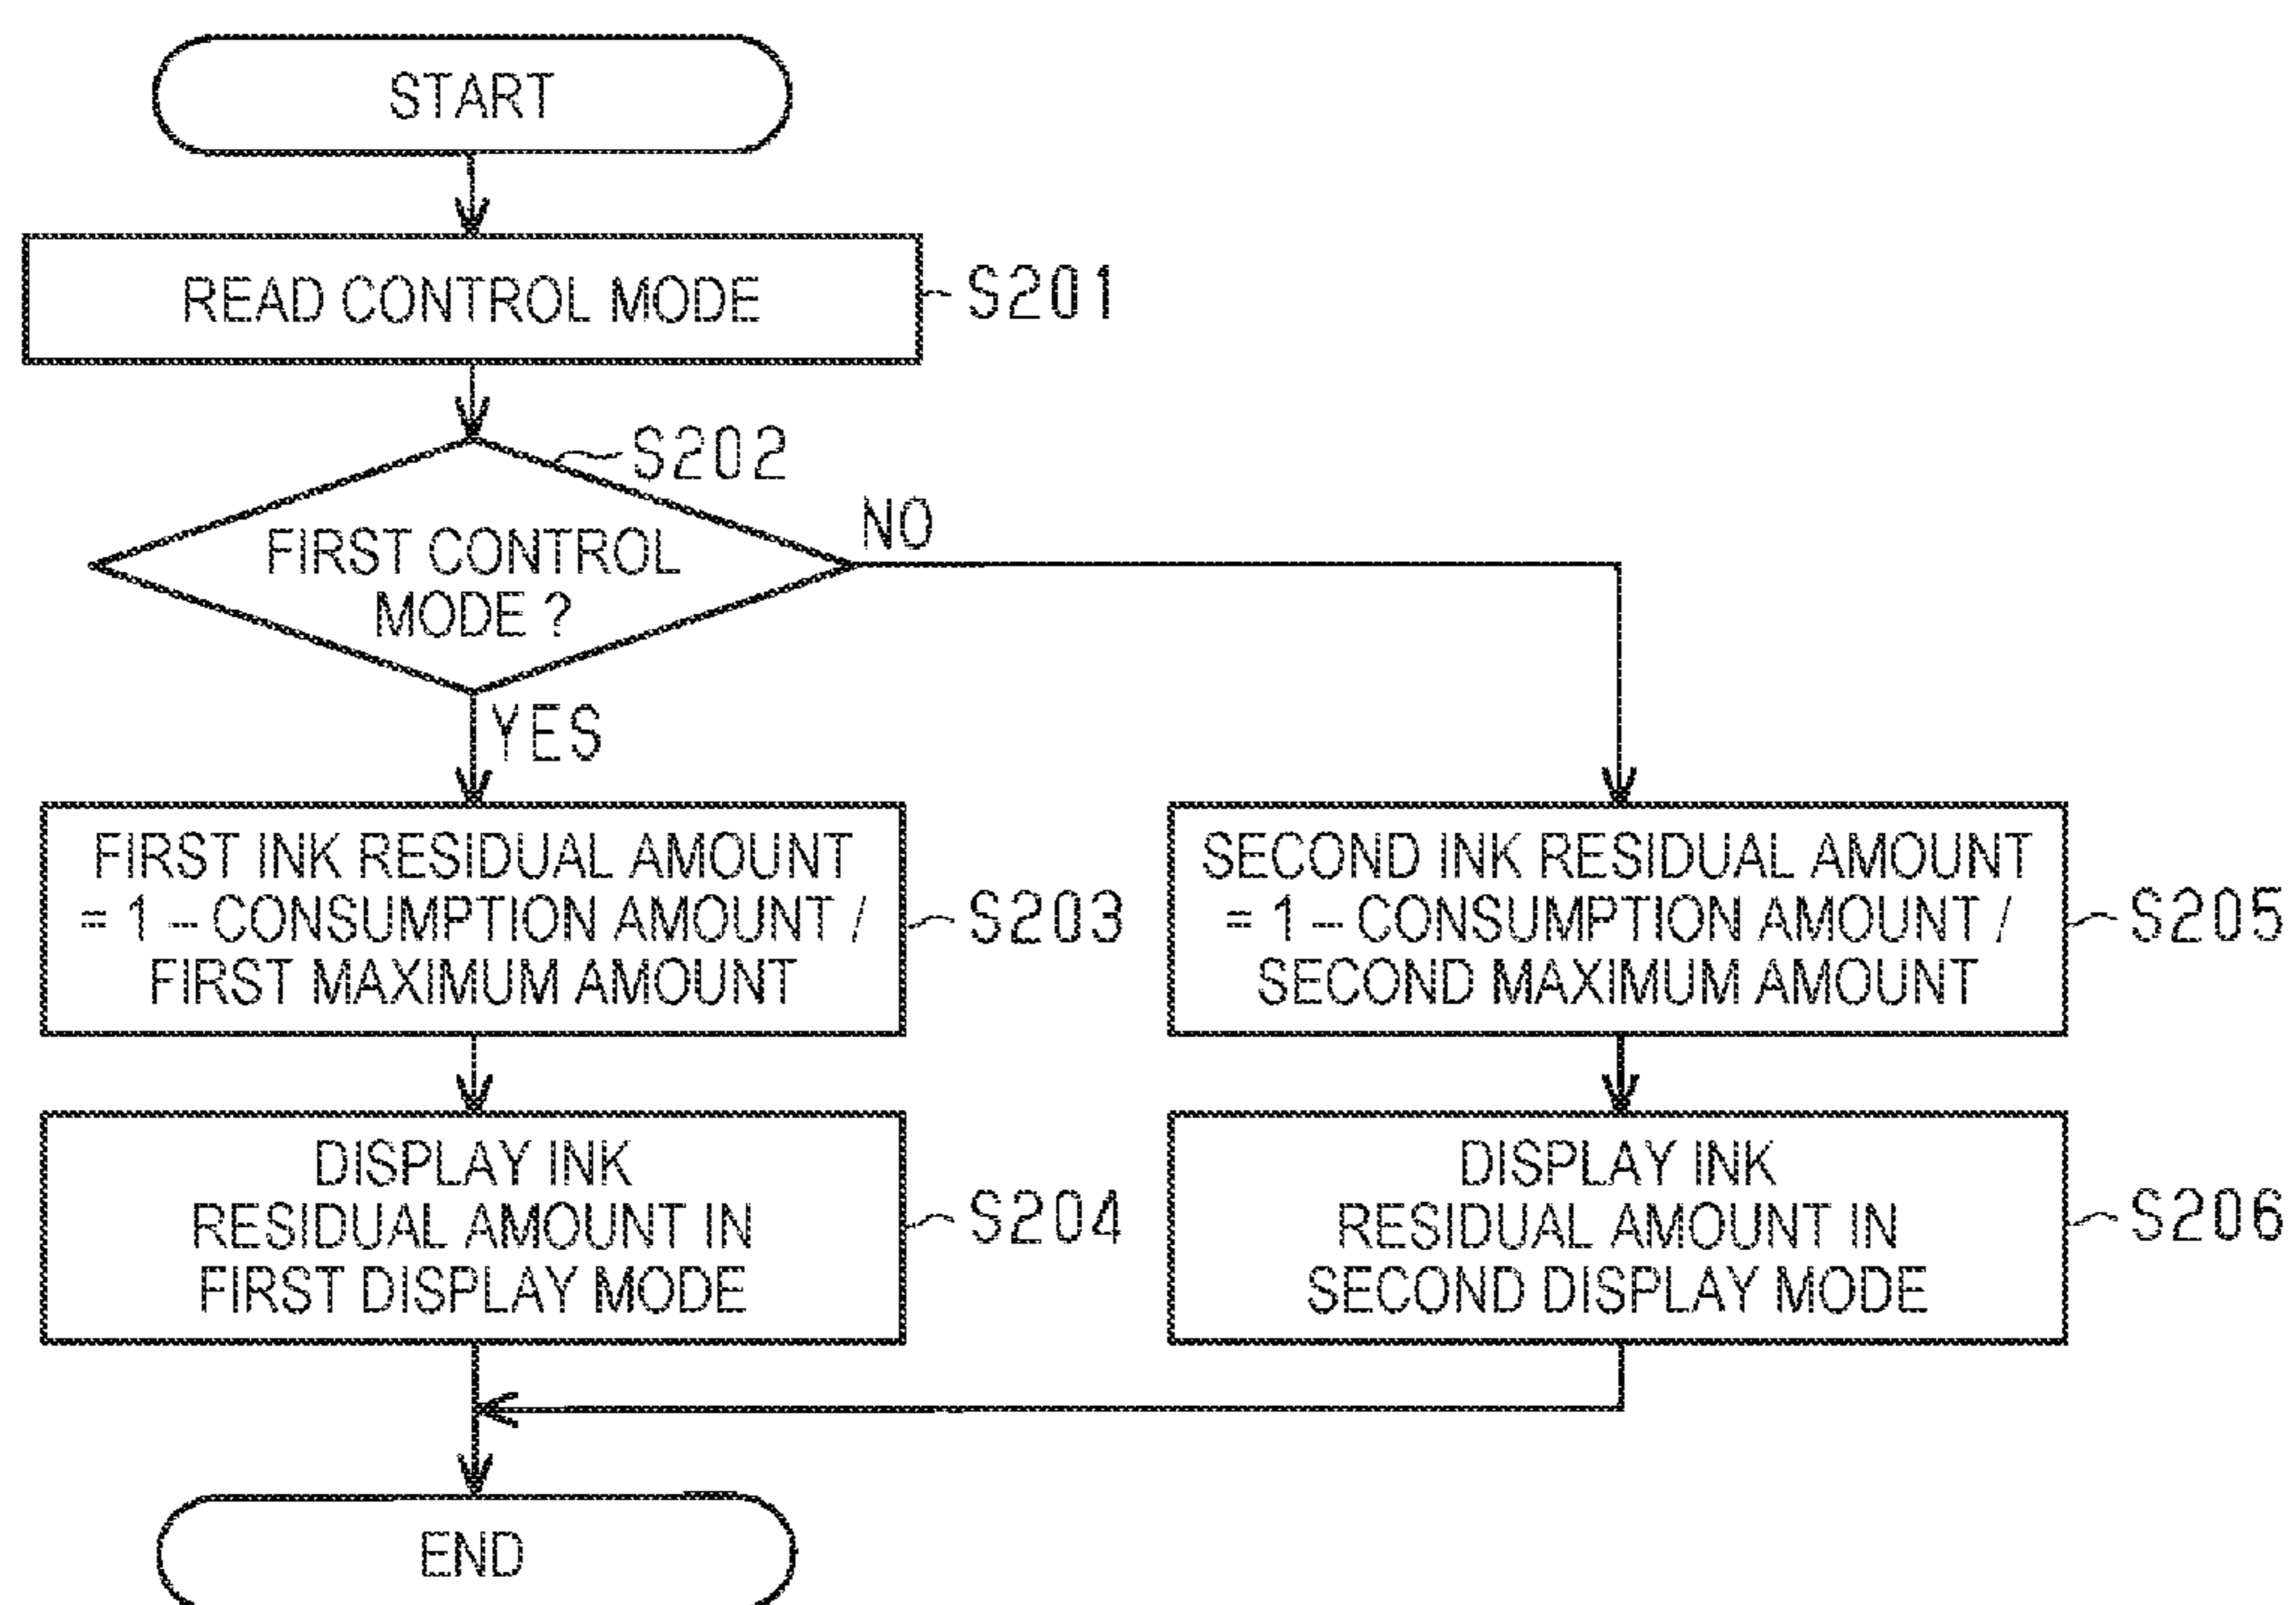 START
READ CONTROL MODE
S201
S202
FIRST CONTROL
MODE ?
NO
YES
FIRST INK RESIDUAL AMOUNT
= 1 – CONSUMPTION AMOUNT /
FIRST MAXIMUM AMOUNT
S203
SECOND INK RESIDUAL AMOUNT
= 1 – CONSUMPTION AMOUNT /
SECOND MAXIMUM AMOUNT
S205
DISPLAY INK
RESIDUAL AMOUNT IN
FIRST DISPLAY MODE
S204
DISPLAY INK
RESIDUAL AMOUNT IN
SECOND DISPLAY MODE
S206
END